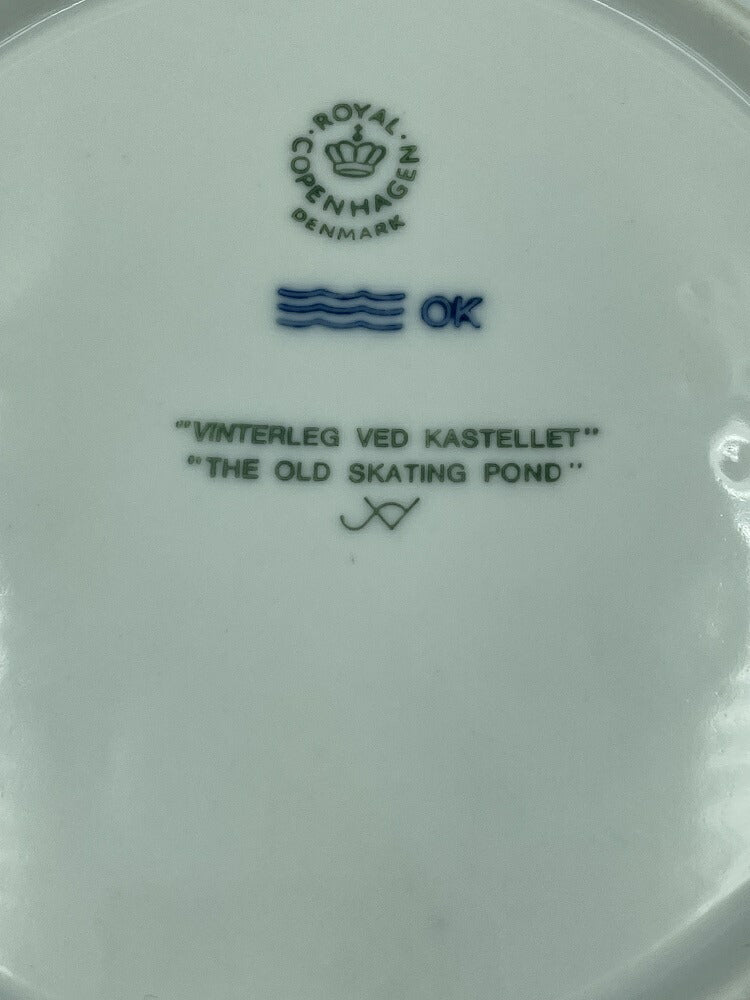 ROYAL COPENHAGEN
DENMARK
OK
"VINTERLEG VED KASTELLET"
"THE OLD SKATING POND"